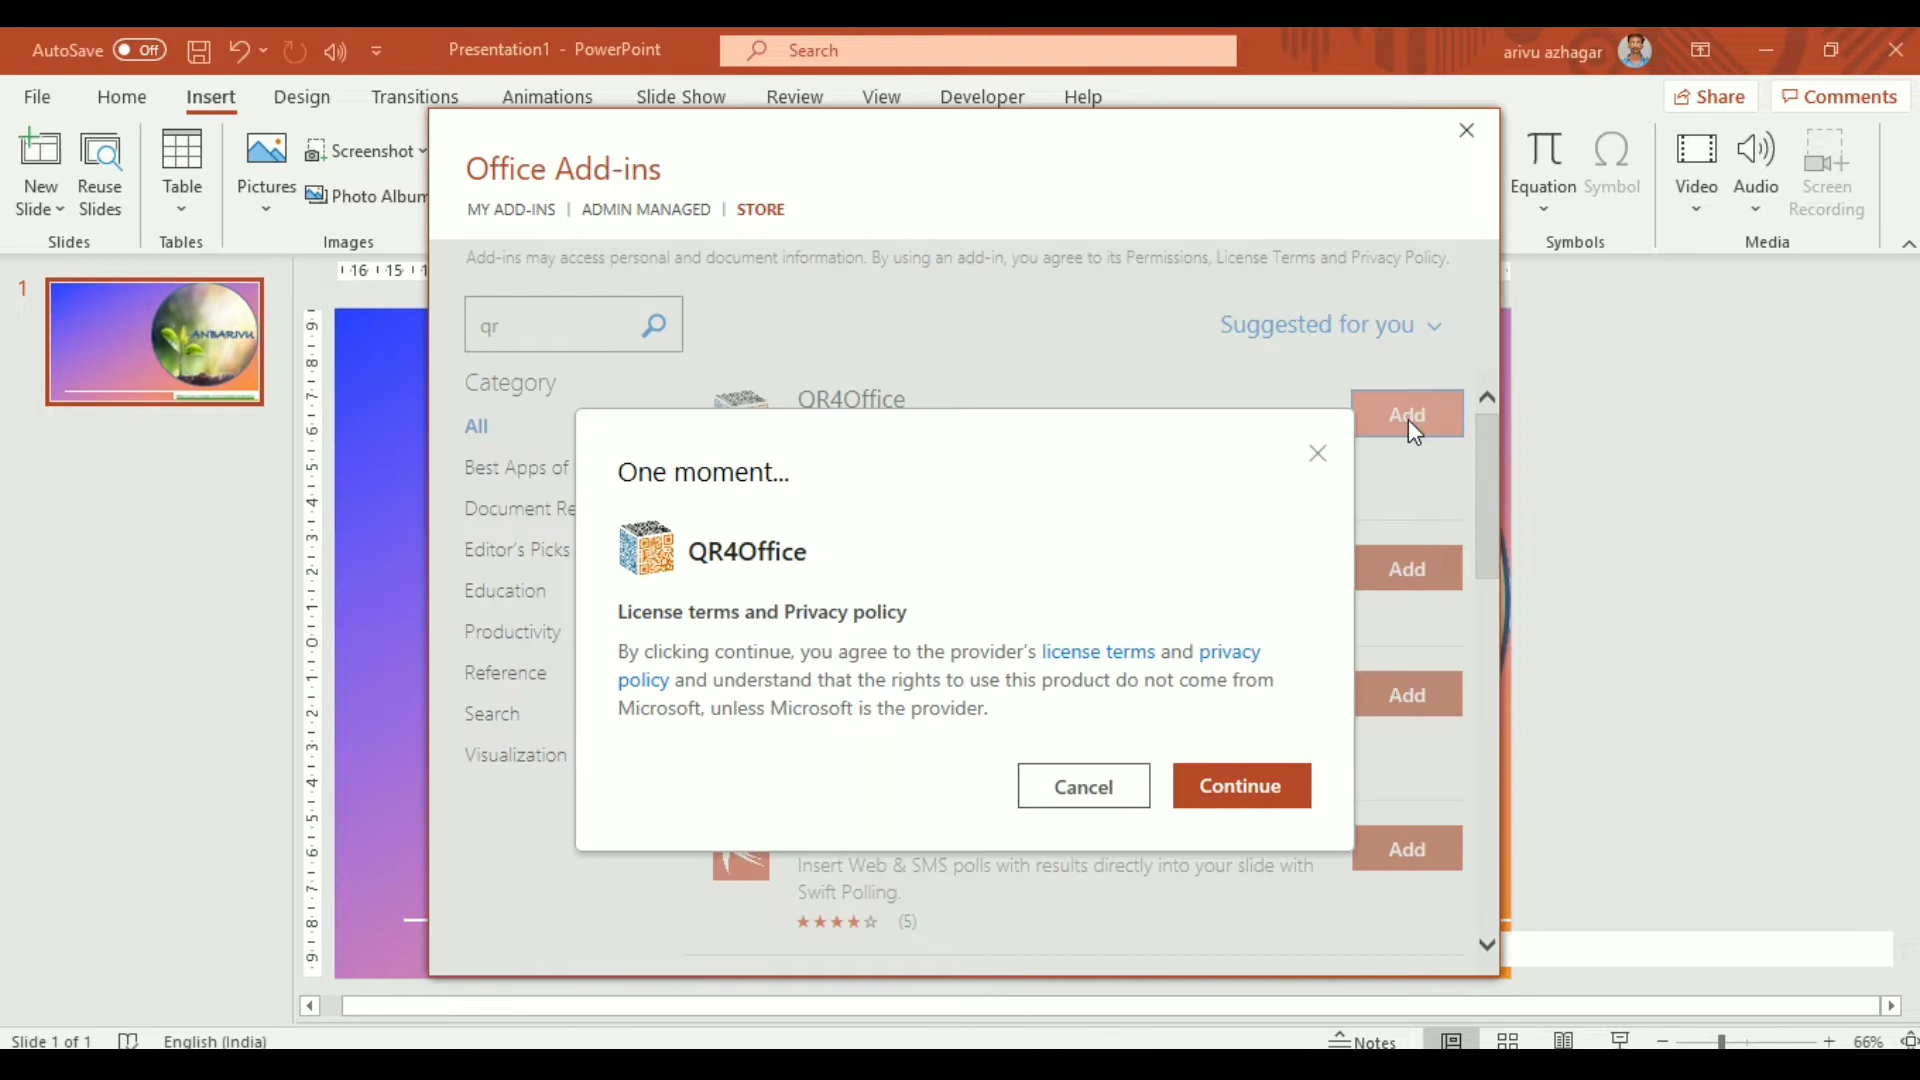 AutoSave Off Presentation1 - PowerPoint Search arivu azhagar
File Home Insert Design Transitions Animations Slide Show Review View Developer Help Share Comments
New Slide Reuse Slides Table Pictures Screenshot Photo Album Equation Symbol Video Audio Screen Recording
Slides Tables Images Symbols Media
Office Add-ins
MY ADD-INS | ADMIN MANAGED | STORE
Add-ins may access personal and document information. By using an add-in, you agree to its Permissions, License Terms and Privacy Policy.
qr
Suggested for you
1
ANBARIVU
Category
QR4Office
Add
All
Best Apps of
Document Re
Editor's Picks
Education
Productivity
Reference
Search
Visualization
One moment...
QR4Office
License terms and Privacy policy
By clicking continue, you agree to the provider's license terms and privacy
policy and understand that the rights to use this product do not come from
Microsoft, unless Microsoft is the provider.
Cancel Continue
Add
Add
Add
Insert Web & SMS polls with results directly into your slide with
Swift Polling.
(5)
Slide 1 of 1 English (India) Notes 66%